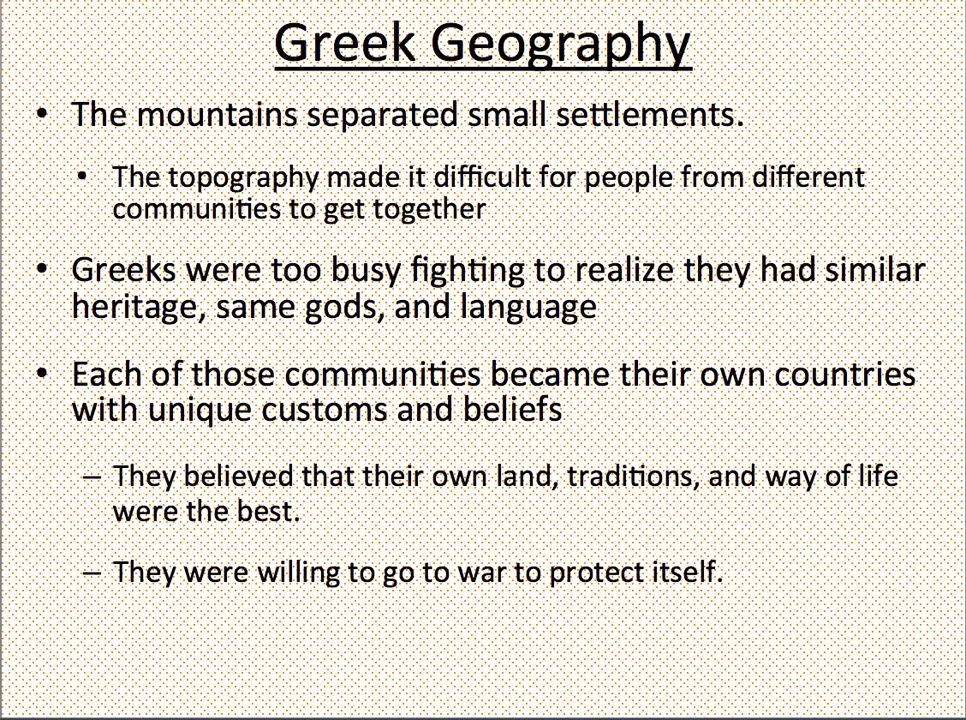 Greek Geography
• The mountains separated small settlements.
• The topography made it difficult for people from different
communities to get together
• Greeks were too busy fighting to realize they had similar
heritage, same gods, and language
• Each of those communities became their own countries
with unique customs and beliefs
– They believed that their own land, traditions, and way of life
were the best.
– They were willing to go to war to protect itself.